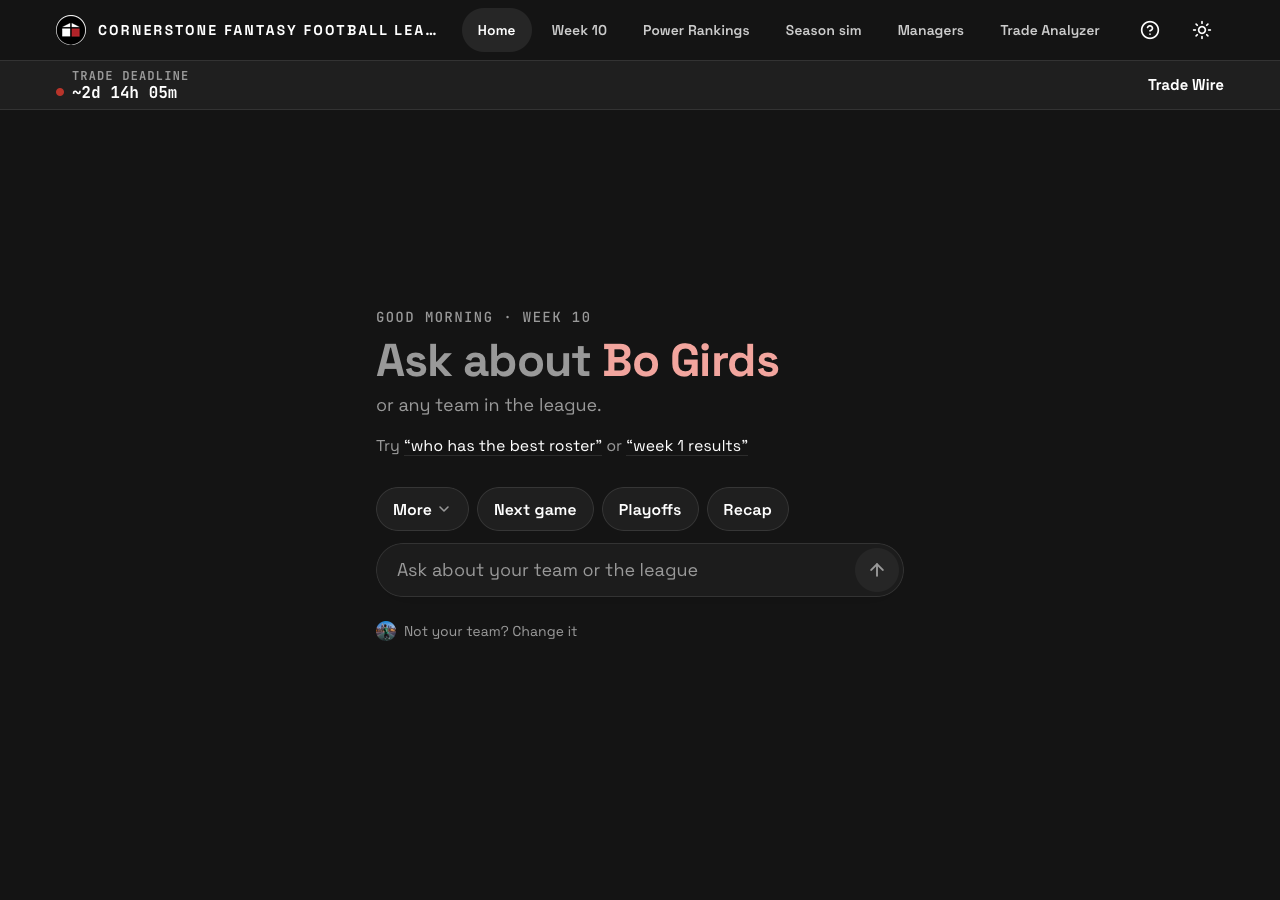 CORNERSTONE FANTASY FOOTBALL LEA…
Home
Week 10
Power Rankings
Season sim
Managers
Trade Analyzer
TRADE DEADLINE
~2d 14h 05m
Trade Wire
GOOD MORNING · WEEK 10
Ask about Bo Girds
or any team in the league.
Try “who has the best roster” or “week 1 results”
More
Next game
Playoffs
Recap
Ask about your team or the league
Not your team? Change it